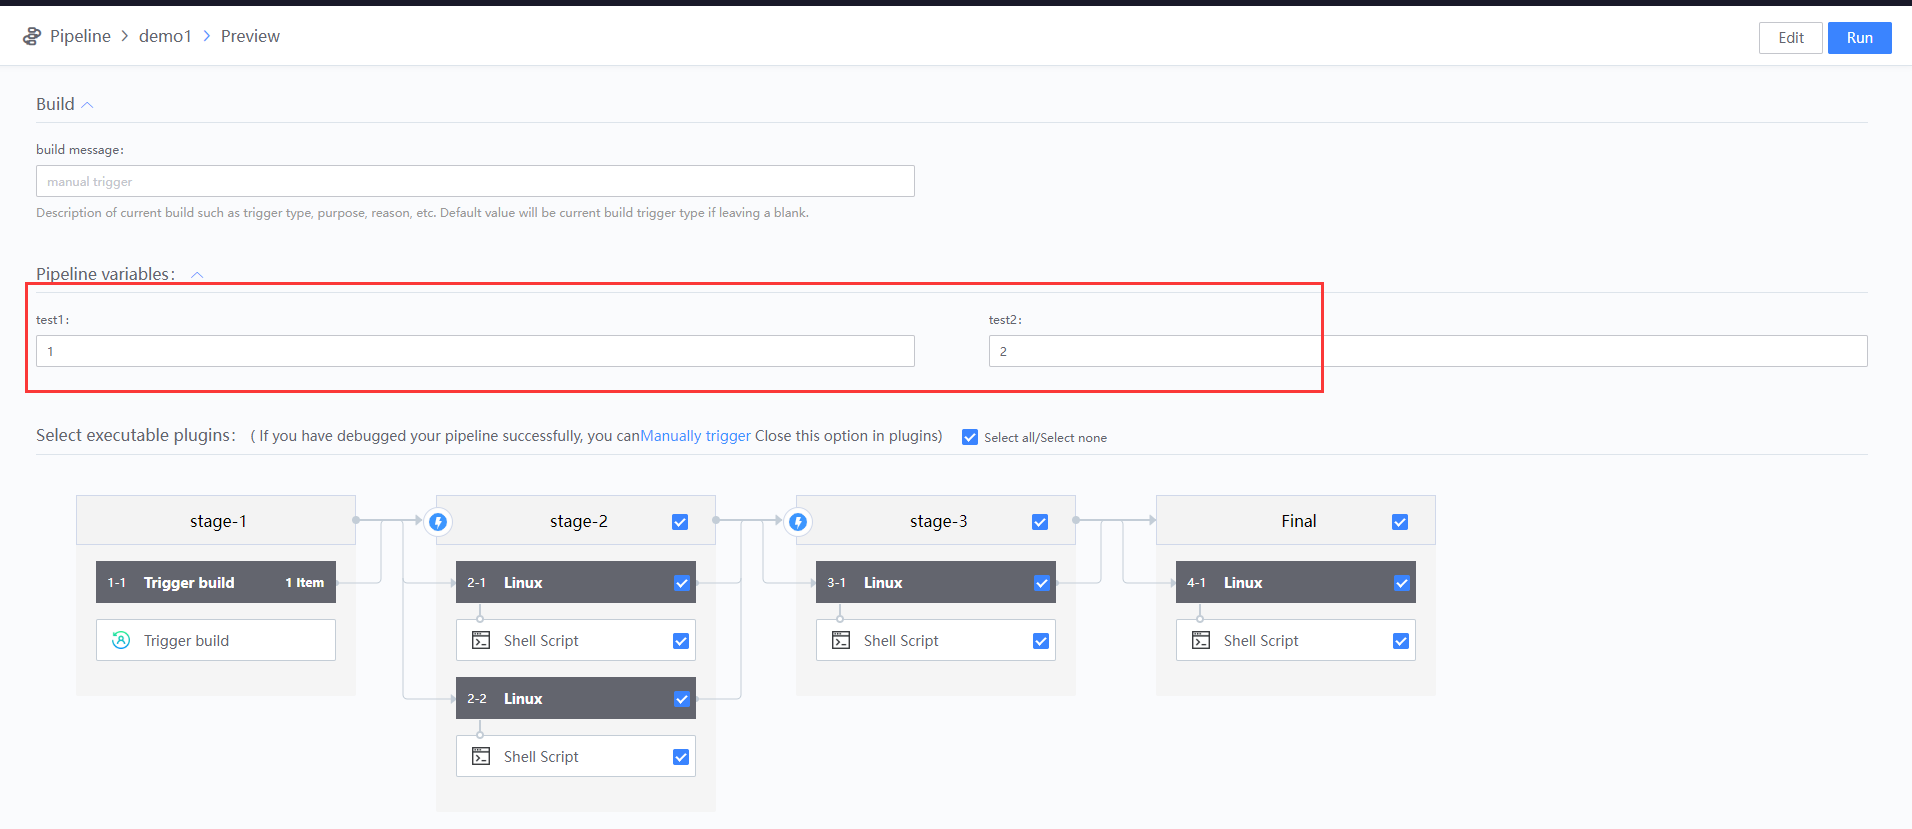 Pipeline > demo1 > Preview
Edit
Run
Build
build message:
manual trigger
Description of current build such as trigger type, purpose, reason, etc. Default value will be current build trigger type if leaving a blank.
Pipeline variables:
test1:
test2:
1
2
Select executable plugins: ( If you have debugged your pipeline successfully, you canManually trigger Close this option in plugins)
Select all/Select none
stage-1
stage-2
stage-3
Final
1-1 Trigger build 1 Item
2-1 Linux
3-1 Linux
4-1 Linux
Trigger build
Shell Script
Shell Script
Shell Script
2-2 Linux
Shell Script